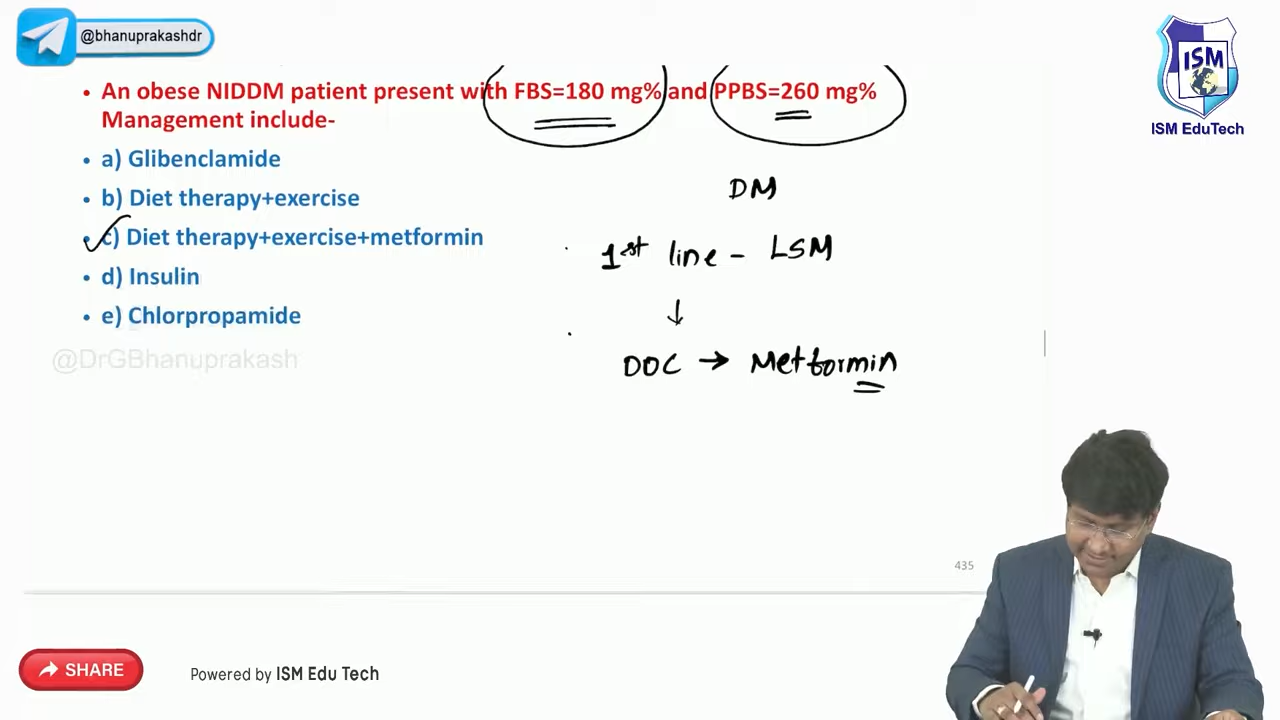 @bhanuprakashdr
ISM
ISM EduTech
• An obese NIDDM patient present with FBS=180 mg% and PPBS=260 mg%
Management include-
• a) Glibenclamide
• b) Diet therapy+exercise
• c) Diet therapy+exercise+metformin
• d) Insulin
• e) Chlorpropamide
@DrGBhanuprakash
DM
1st line - LSM
↓
DOC → Metformin
435
SHARE
Powered by ISM Edu Tech